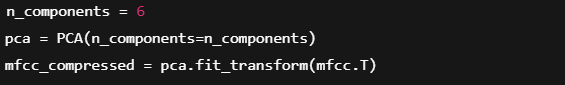 n_components = 6
pca = PCA(n_components=n_components)
mfcc_compressed = pca.fit_transform(mfcc.T)